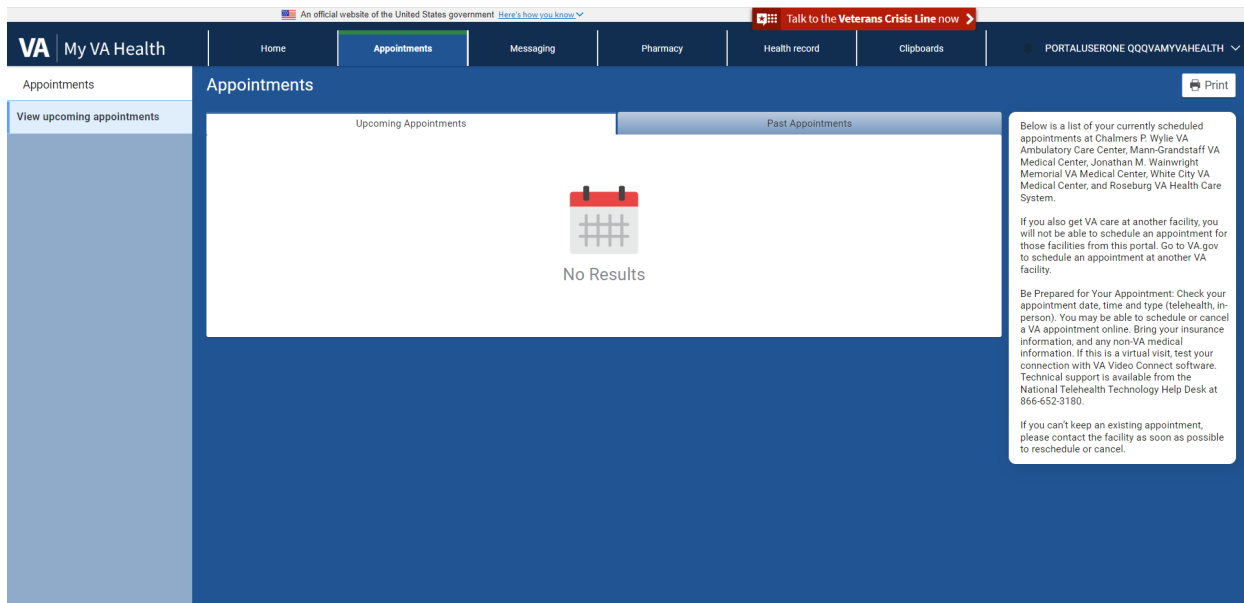 An official website of the United States government Here's how you know
Talk to the Veterans Crisis Line now
VA My VA Health
Home
Appointments
Messaging
Pharmacy
Health record
Clipboards
PORTALUSERONE QQQVAMYVAHEALTH
Appointments
View upcoming appointments
Appointments
Print
Upcoming Appointments
Past Appointments
No Results
Below is a list of your currently scheduled
appointments at Chalmers P. Wylie VA
Ambulatory Care Center, Mann-Grandstaff VA
Medical Center, Jonathan M. Wainwright
Memorial VA Medical Center, White City VA
Medical Center, and Roseburg VA Health Care
System.
If you also get VA care at another facility, you
will not be able to schedule an appointment for
those facilities from this portal. Go to VA.gov
to schedule an appointment at another VA
facility.
Be Prepared for Your Appointment: Check your
appointment date, time and type (telehealth, in-
person). You may be able to schedule or cancel
a VA appointment online. Bring your insurance
information, and any non-VA medical
information. If this is a virtual visit, test your
connection with VA Video Connect software.
Technical support is available from the
National Telehealth Technology Help Desk at
866-652-3180.
If you can't keep an existing appointment,
please contact the facility as soon as possible
to reschedule or cancel.